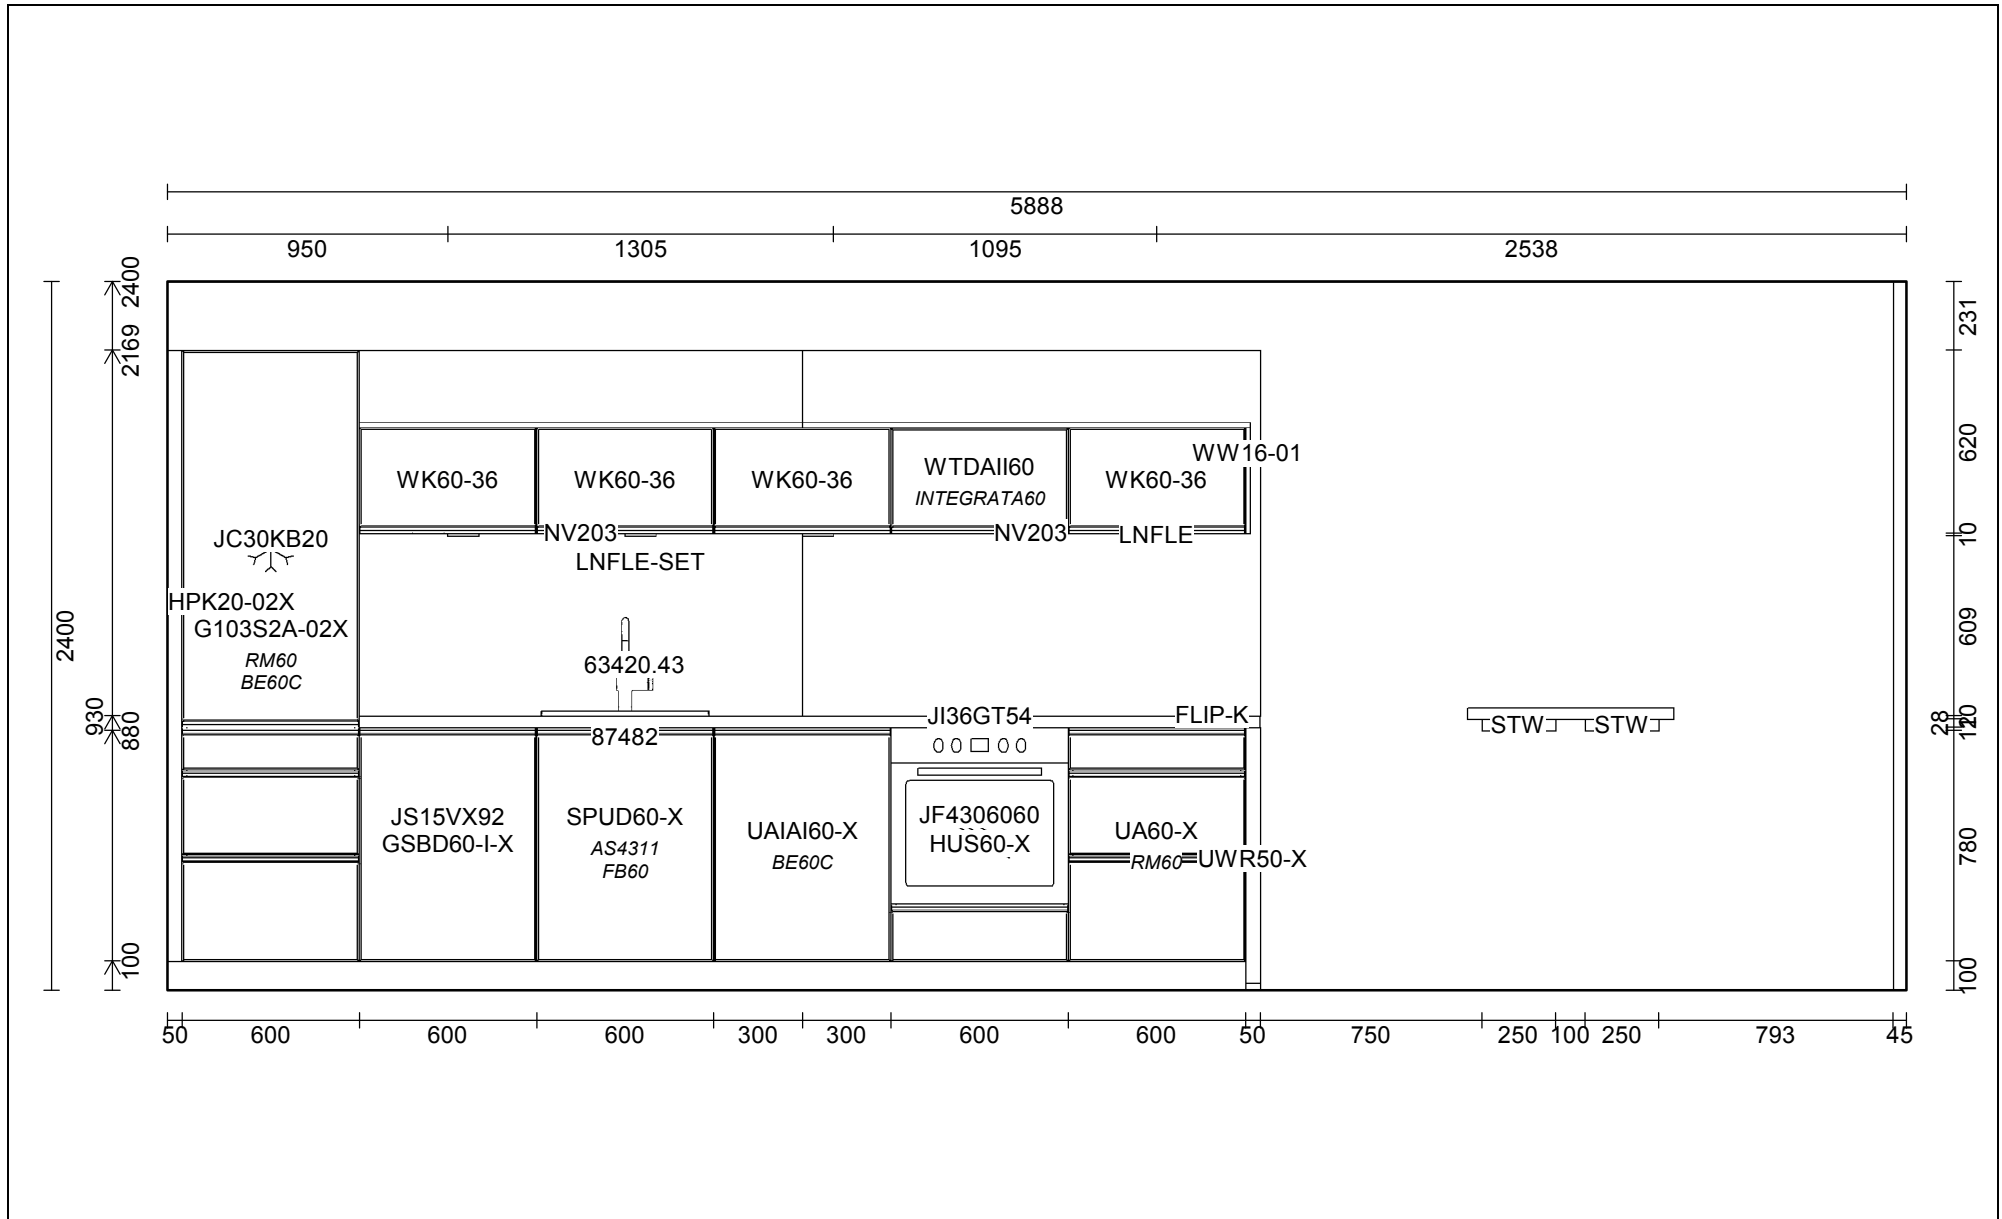 5888
950 1305 1095 2538
2400
2169
2400
930
880
100
231
620
10
609
28
120
780
100
WK60-36 WK60-36 WK60-36 WTDAII60 WK60-36 WW16-01
INTEGRATA60
NV203 NV203 LNFLE
LNFLE-SET
JC30KB20
HPK20-02X
G103S2A-02X
RM60
BE60C
63420.43
JI36GT54 FLIP-K
87482
STW STW
JS15VX92
GSBD60-I-X
SPUD60-X
AS4311
FB60
UAIAI60-X
BE60C
JF4306060
HUS60-X
UA60-X
RM60
UWR50-X
50 600 600 600 300 300 600 600 50 750 250 100 250 793 45